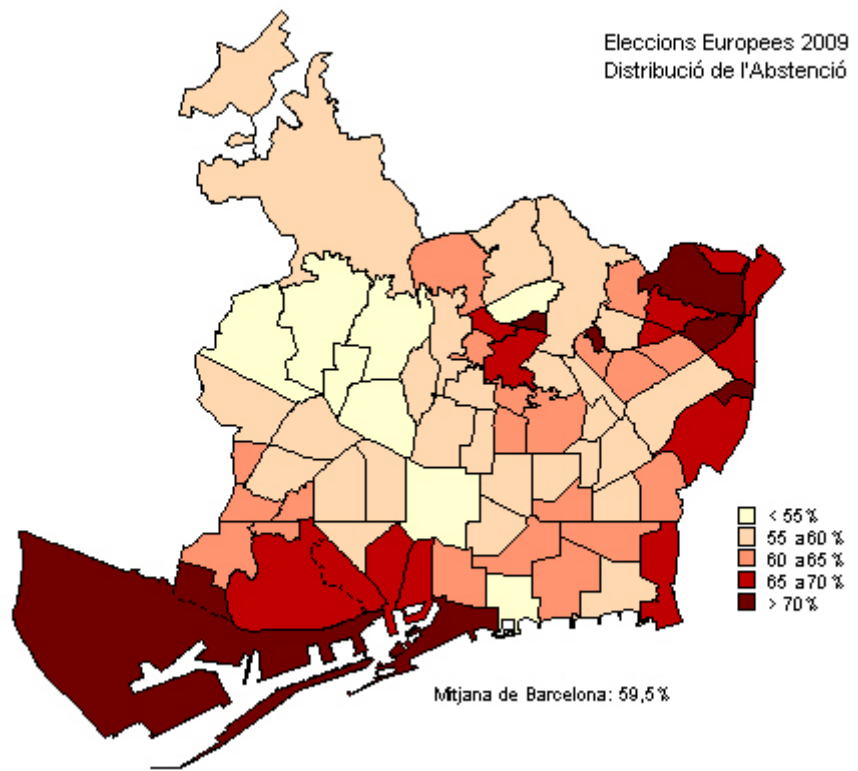 Eleccions Europees 2009
Distribució de l'Abstenció
< 55%
55 a 60%
60 a 65%
65 a 70%
> 70%
Mitjana de Barcelona: 59,5%